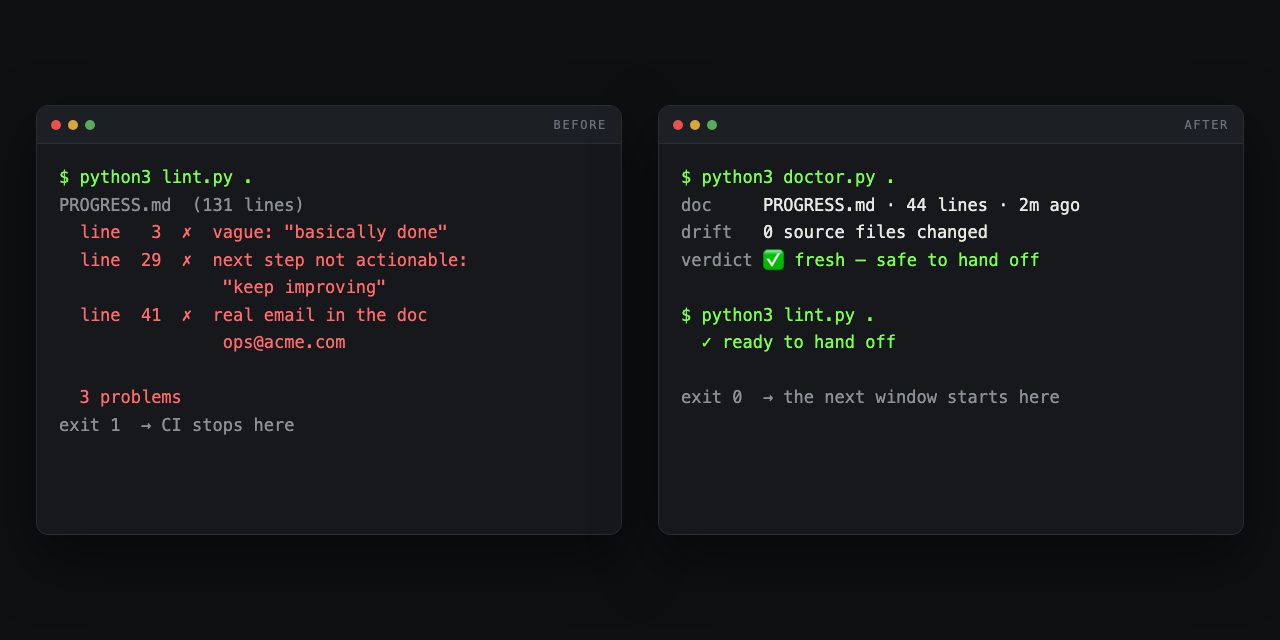 BEFORE
$ python3 lint.py .
PROGRESS.md  (131 lines)
line   3  ✗  vague: "basically done"
line  29  ✗  next step not actionable:
"keep improving"
line  41  ✗  real email in the doc
ops@acme.com
3 problems
exit 1  → CI stops here
AFTER
$ python3 doctor.py .
doc     PROGRESS.md · 44 lines · 2m ago
drift   0 source files changed
verdict ✅ fresh — safe to hand off
$ python3 lint.py .
✓ ready to hand off
exit 0  → the next window starts here